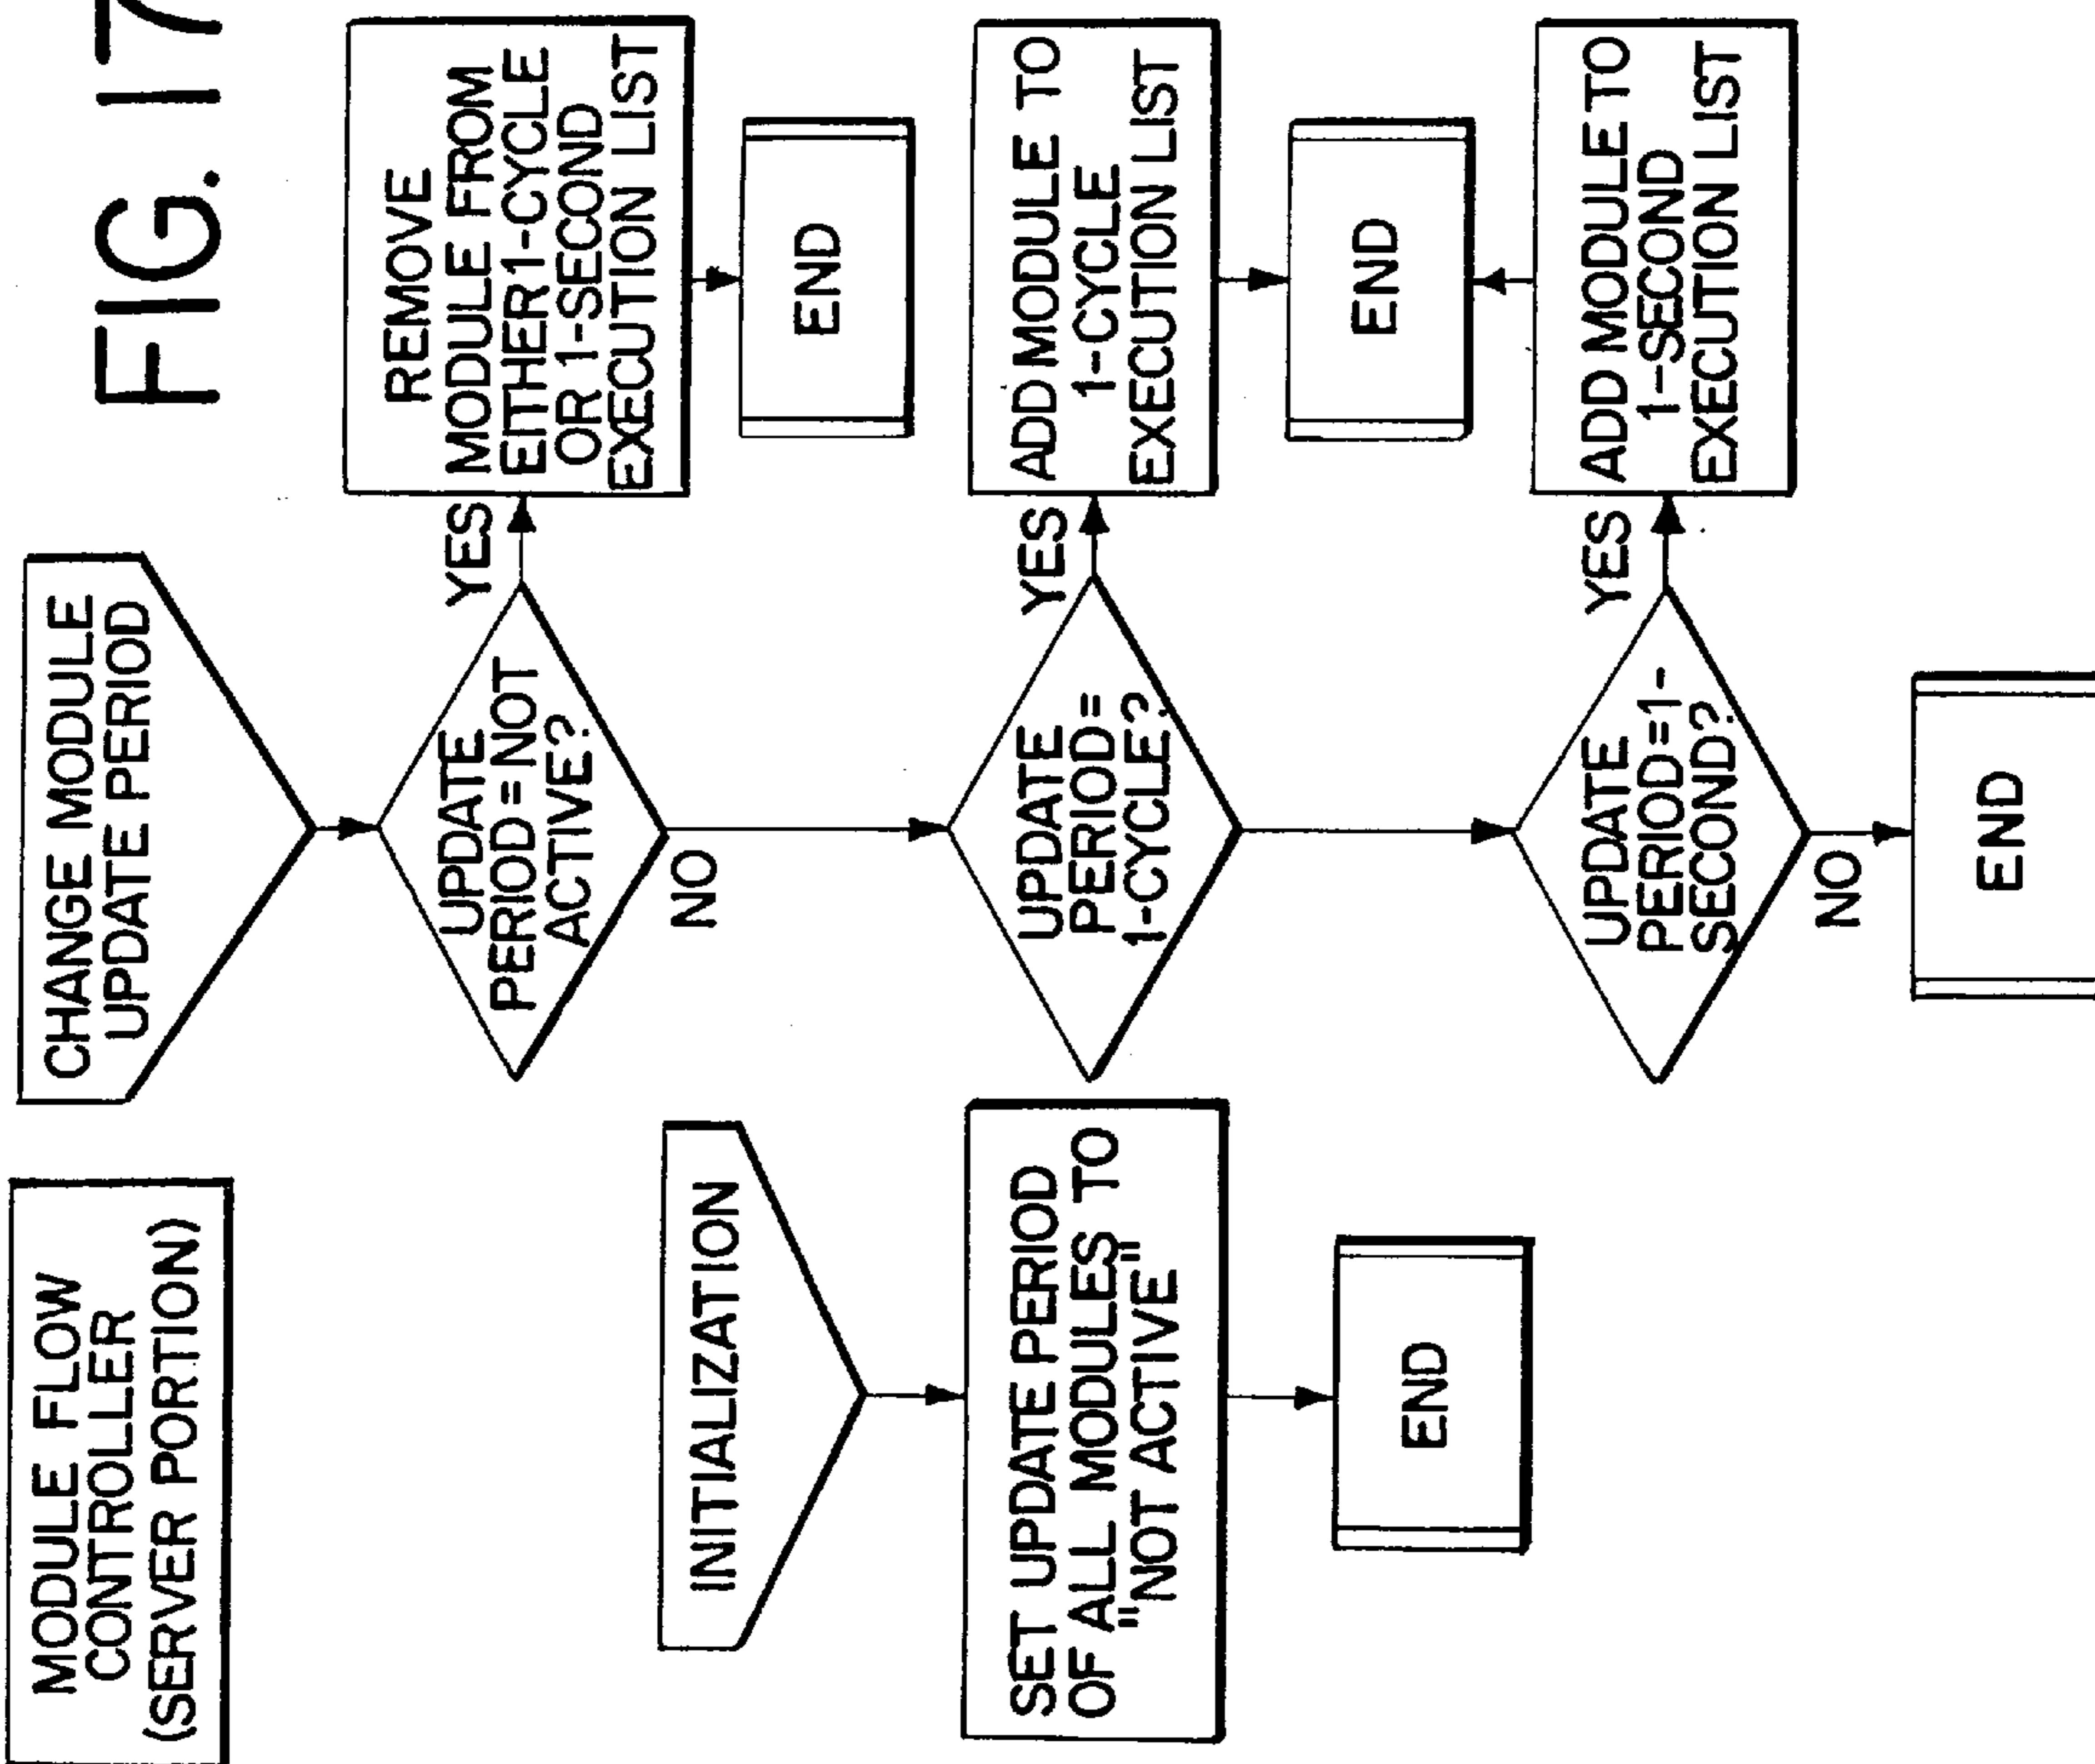 FIG. 17
MODULE FLOW
CONTROLLER
(SERVER PORTION)
INITIALIZATION
SET UPDATE PERIOD
OF ALL MODULES TO
"NOT ACTIVE"
END
CHANGE MODULE
UPDATE PERIOD
UPDATE
PERIOD=NOT
ACTIVE?
YES
REMOVE
MODULE FROM
EITHER 1-CYCLE
OR 1-SECOND
EXECUTION LIST
END
NO
UPDATE
PERIOD=
1-CYCLE?
YES
ADD MODULE TO
1-CYCLE
EXECUTION LIST
END
UPDATE
PERIOD=1-
SECOND?
YES
ADD MODULE TO
1-SECOND
EXECUTION LIST
NO
END